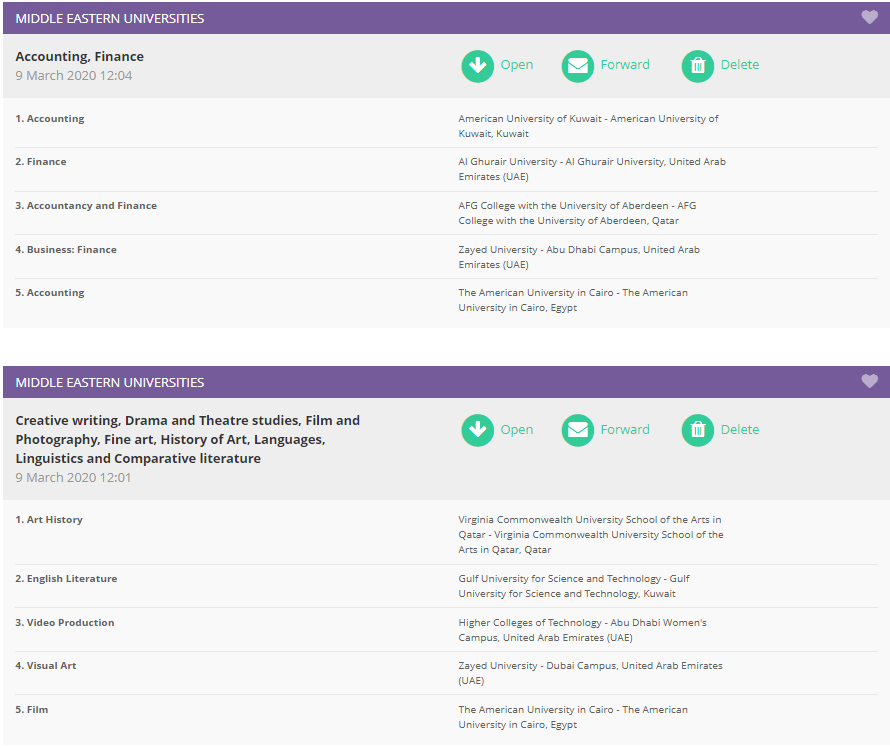 MIDDLE EASTERN UNIVERSITIES
Accounting, Finance
9 March 2020 12:04
Open
Forward
Delete
1. Accounting
American University of Kuwait - American University of
Kuwait, Kuwait
2. Finance
Al Ghurair University - Al Ghurair University, United Arab
Emirates (UAE)
3. Accountancy and Finance
AFG College with the University of Aberdeen - AFG
College with the University of Aberdeen, Qatar
4. Business: Finance
Zayed University - Abu Dhabi Campus, United Arab
Emirates (UAE)
5. Accounting
The American University in Cairo - The American
University in Cairo, Egypt
MIDDLE EASTERN UNIVERSITIES
Creative writing, Drama and Theatre studies, Film and
Photography, Fine art, History of Art, Languages,
Linguistics and Comparative literature
9 March 2020 12:01
Open
Forward
Delete
1. Art History
Virginia Commonwealth University School of the Arts in
Qatar - Virginia Commonwealth University School of the
Arts in Qatar, Qatar
2. English Literature
Gulf University for Science and Technology - Gulf
University for Science and Technology, Kuwait
3. Video Production
Higher Colleges of Technology - Abu Dhabi Women's
Campus, United Arab Emirates (UAE)
4. Visual Art
Zayed University - Dubai Campus, United Arab Emirates
(UAE)
5. Film
The American University in Cairo - The American
University in Cairo, Egypt